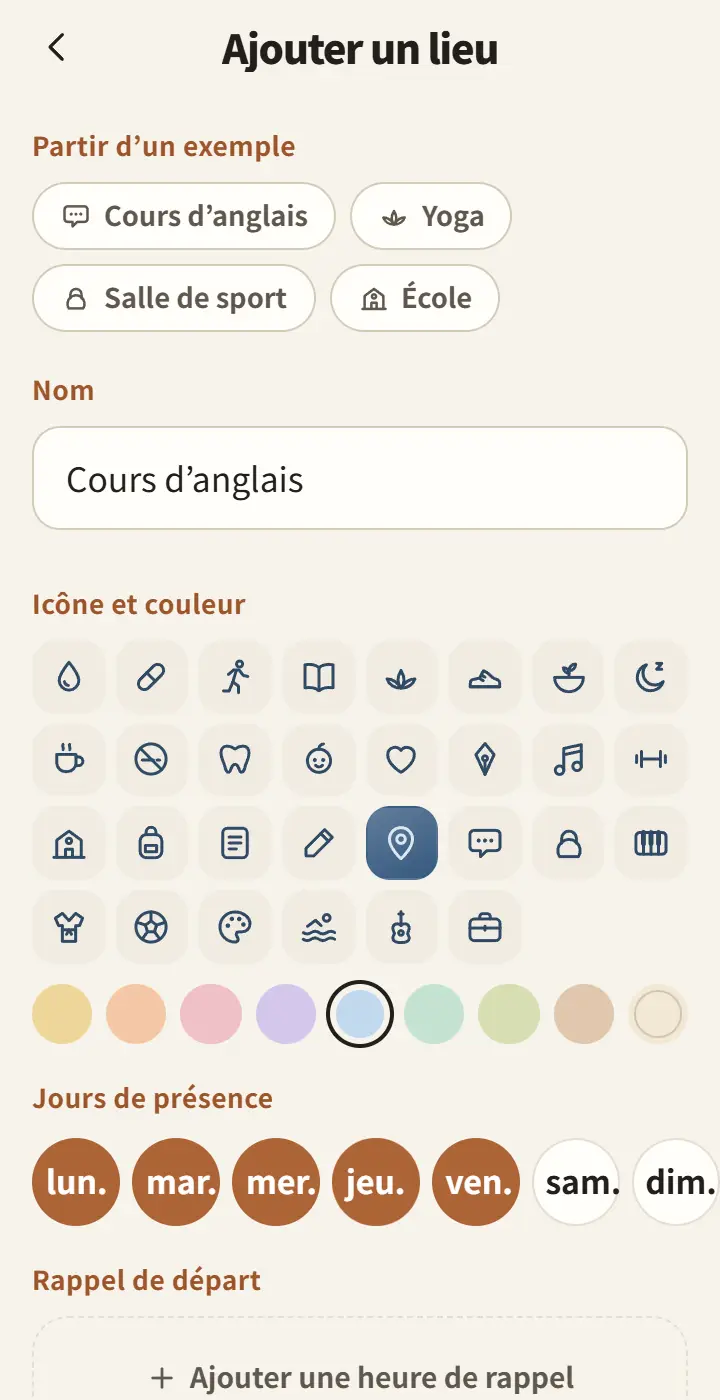 Ajouter un lieu
Partir d’un exemple
Cours d’anglais
Yoga
Salle de sport
École
Nom
Cours d’anglais
Icône et couleur
Jours de présence
lun. mar. mer. jeu. ven. sam. dim.
Rappel de départ
+ Ajouter une heure de rappel